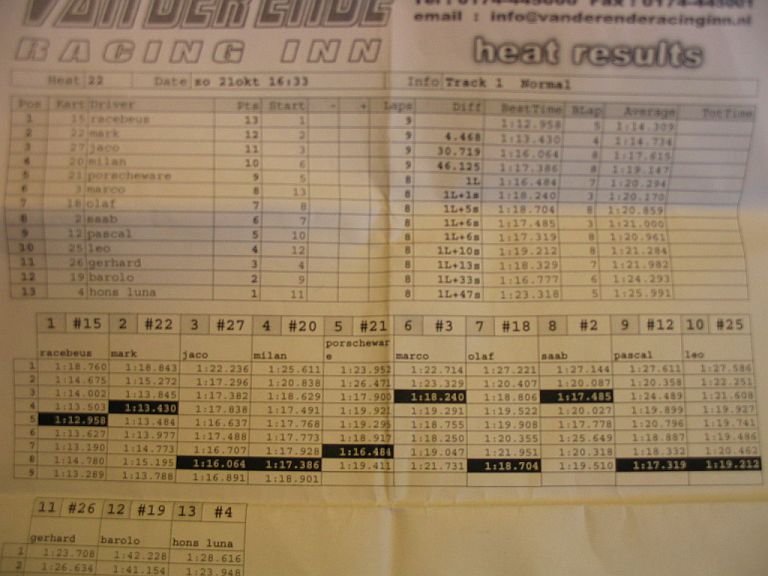 VAN DER ENDE
email : info@vanderenderacinginn.nl
RACING INN heat results
Heat 22 Date zo 21okt 16:33 Info Track 1 Normal
Pos Kart Driver Pts Start - + Laps Diff BestTime BLap Average TotTime
1 15 racebeus 13 1 9 1:12.958 5 1:14.309
2 22 mark 12 2 9 4.468 1:13.430 4 1:14.734
3 27 jaco 11 3 9 30.719 1:16.064 8 1:17.615
4 20 milan 10 6 9 46.125 1:17.386 8 1:19.147
5 21 porscheware 9 5 8 1L 1:16.484 7 1:20.294
6 3 marco 8 13 8 1L+1s 1:18.240 3 1:20.170
7 18 olaf 7 8 8 1L+5s 1:18.704 8 1:20.859
8 2 saab 6 7 8 1L+6s 1:17.485 3 1:21.000
9 12 pascal 5 10 8 1L+6s 1:17.319 8 1:20.961
10 25 leo 4 12 8 1L+10s 1:19.212 8 1:21.284
11 26 gerhard 3 4 8 1L+13s 1:18.329 7 1:21.982
12 19 barolo 2 9 8 1L+33s 1:16.777 6 1:24.293
13 4 hons luna 1 11 8 1L+47s 1:23.318 5 1:25.991
1 #15 2 #22 3 #27 4 #20 5 #21 6 #3 7 #18 8 #2 9 #12 10 #25
racebeus mark jaco milan porscheware marco olaf saab pascal leo
1 1:18.760 1:18.843 1:22.236 1:25.611 1:23.952 1:22.714 1:27.221 1:27.144 1:27.611 1:27.586
2 1:14.675 1:15.272 1:17.296 1:20.838 1:26.471 1:23.329 1:20.407 1:20.087 1:20.358 1:22.251
3 1:14.002 1:13.845 1:17.382 1:18.629 1:17.900 1:18.240 1:18.806 1:17.485 1:24.489 1:21.608
4 1:13.503 1:13.430 1:17.838 1:17.491 1:19.921 1:19.291 1:19.522 1:20.027 1:19.899 1:19.927
5 1:12.958 1:13.484 1:16.637 1:17.768 1:19.295 1:18.755 1:19.908 1:17.778 1:20.796 1:19.741
6 1:13.627 1:13.977 1:17.488 1:17.773 1:18.917 1:18.250 1:20.355 1:25.649 1:18.887 1:19.486
7 1:13.190 1:14.773 1:16.707 1:17.928 1:16.484 1:19.047 1:21.951 1:20.318 1:18.332 1:20.462
8 1:14.780 1:15.195 1:16.064 1:17.386 1:19.411 1:21.731 1:18.704 1:19.510 1:17.319 1:19.212
9 1:13.289 1:13.788 1:16.891 1:18.901
11 #26 12 #19 13 #4
gerhard barolo hons luna
1 1:23.708 1:42.228 1:28.616
2 1:26.634 1:41.154 1:23.948